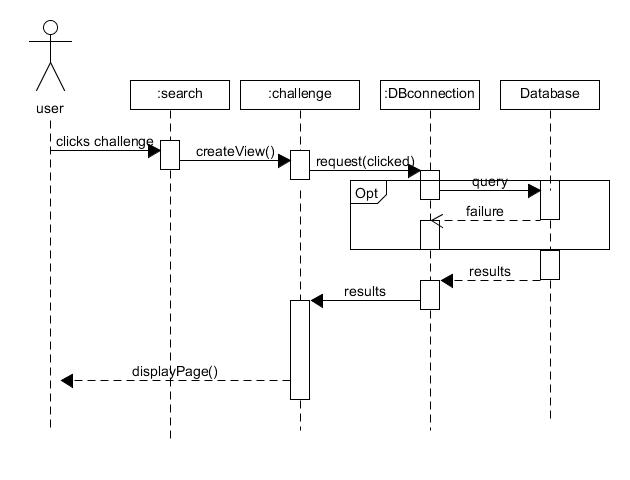 user
:search
:challenge
:DBconnection
Database
clicks challenge
createView()
request(clicked)
query
Opt
failure
results
results
displayPage()